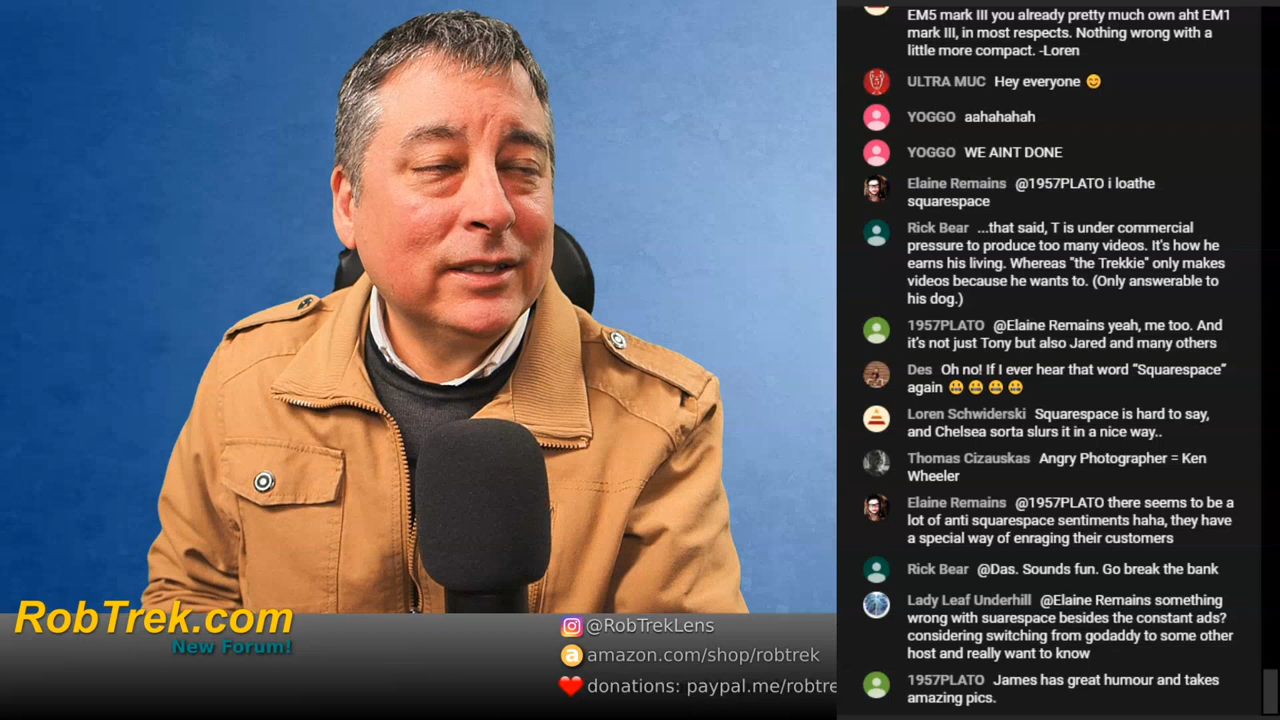 RobTrek.com
New Forum!
@RobTrekLens
amazon.com/shop/robtrek
donations: paypal.me/robtre
EM5 mark III you already pretty much own aht EM1
mark III, in most respects. Nothing wrong with a
little more compact. -Loren
ULTRA MUC Hey everyone 😊
YOGGO aahahahah
YOGGO WE AINT DONE
Elaine Remains @1957PLATO i loathe
squarespace
Rick Bear ...that said, T is under commercial
pressure to produce too many videos. It's how he
earns his living. Whereas "the Trekkie" only makes
videos because he wants to. (Only answerable to
his dog.)
1957PLATO @Elaine Remains yeah, me too. And
it's not just Tony but also Jared and many others
Des Oh no! If I ever hear that word “Squarespace”
again 😬 😬 😬 😬
Loren Schwiderski Squarespace is hard to say,
and Chelsea sorta slurs it in a nice way..
Thomas Cizauskas Angry Photographer = Ken
Wheeler
Elaine Remains @1957PLATO there seems to be a
lot of anti squarespace sentiments haha, they have
a special way of enraging their customers
Rick Bear @Das. Sounds fun. Go break the bank
Lady Leaf Underhill @Elaine Remains something
wrong with suarespace besides the constant ads?
considering switching from godaddy to some other
host and really want to know
1957PLATO James has great humour and takes
amazing pics.